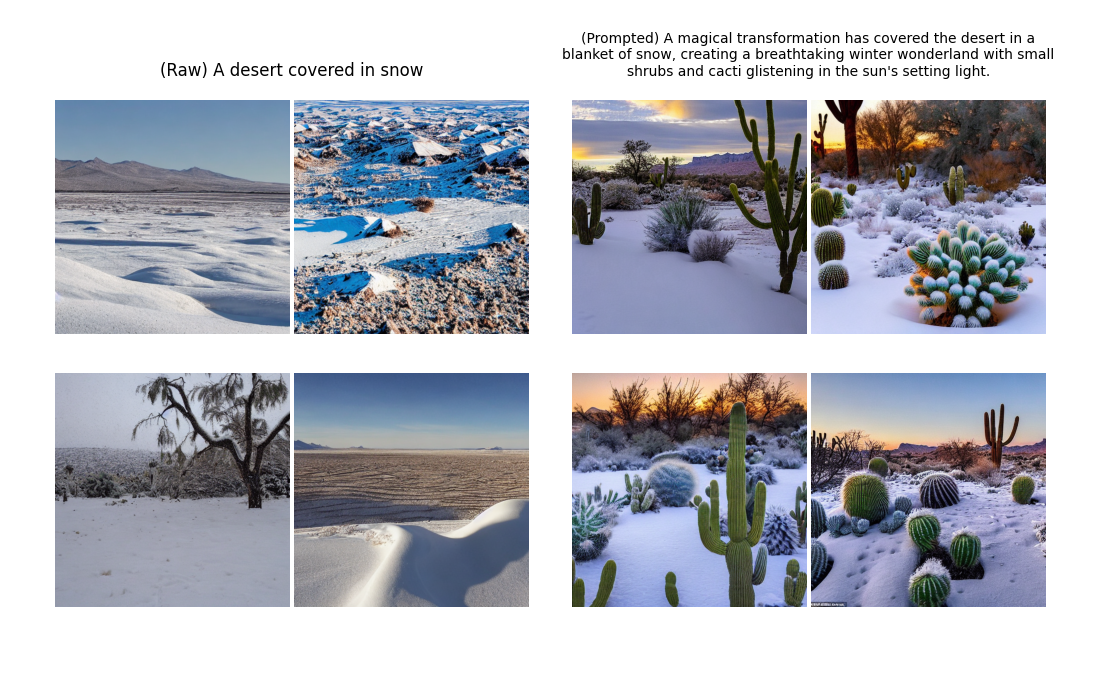 (Raw) A desert covered in snow
(Prompted) A magical transformation has covered the desert in a
blanket of snow, creating a breathtaking winter wonderland with small
shrubs and cacti glistening in the sun's setting light.